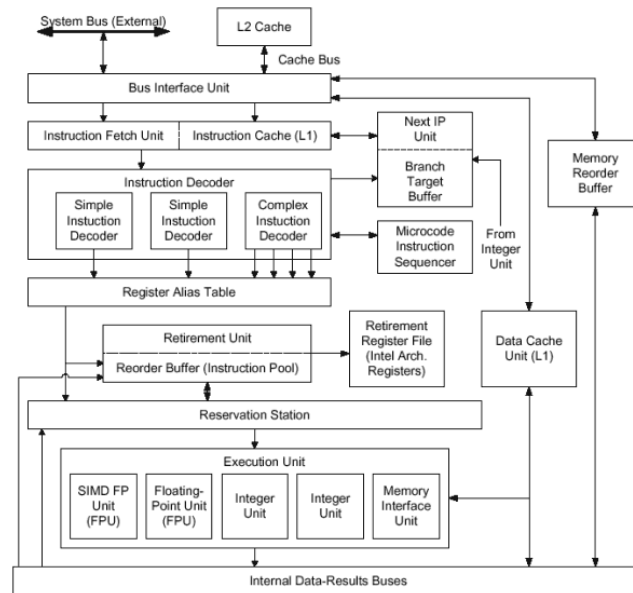 System Bus (External)
L2 Cache
Cache Bus
Bus Interface Unit
Instruction Fetch Unit
Instruction Cache (L1)
Next IP
Unit
Branch
Target
Buffer
Memory
Reorder
Buffer
Instruction Decoder
Simple
Instuction
Decoder
Simple
Instuction
Decoder
Complex
Instuction
Decoder
Microcode
Instruction
Sequencer
From
Integer
Unit
Register Alias Table
Retirement Unit
Reorder Buffer (Instruction Pool)
Retirement
Register File
(Intel Arch.
Registers)
Data Cache
Unit (L1)
Reservation Station
Execution Unit
SIMD FP
Unit
(FPU)
Floating-
Point Unit
(FPU)
Integer
Unit
Integer
Unit
Memory
Interface
Unit
Internal Data-Results Buses